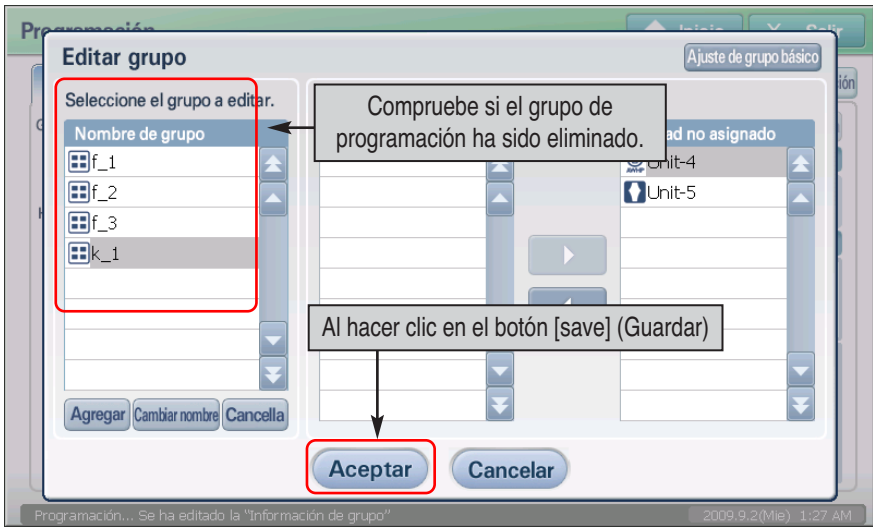 Programación
Inicio
Salir
Editar grupo
Ajuste de grupo básico
ión
Seleccione el grupo a editar.
Nombre de grupo
f_1
f_2
f_3
k_1
Agregar
Cambiar nombre
Cancella
Compruebe si el grupo de
programación ha sido eliminado.
ad no asignado
Unit-4
Unit-5
Al hacer clic en el botón [save] (Guardar)
Aceptar
Cancelar
Programación... Se ha editado la "Información de grupo"
2009.9.2(Mie) 1:27 AM